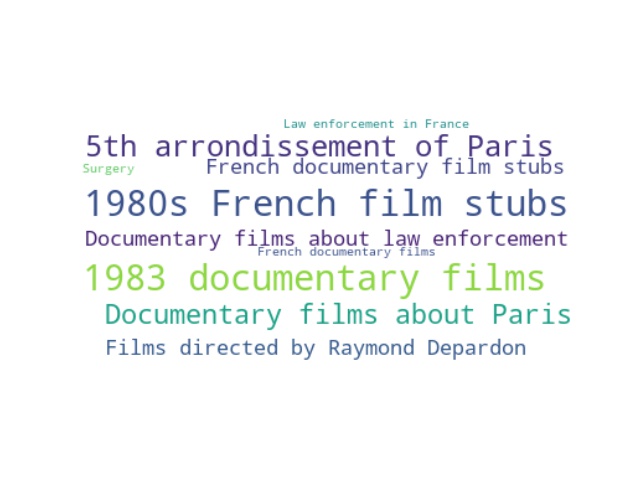 Law enforcement in France
5th arrondissement of Paris
Surgery
French documentary film stubs
1980s French film stubs
Documentary films about law enforcement
French documentary films
1983 documentary films
Documentary films about Paris
Films directed by Raymond Depardon